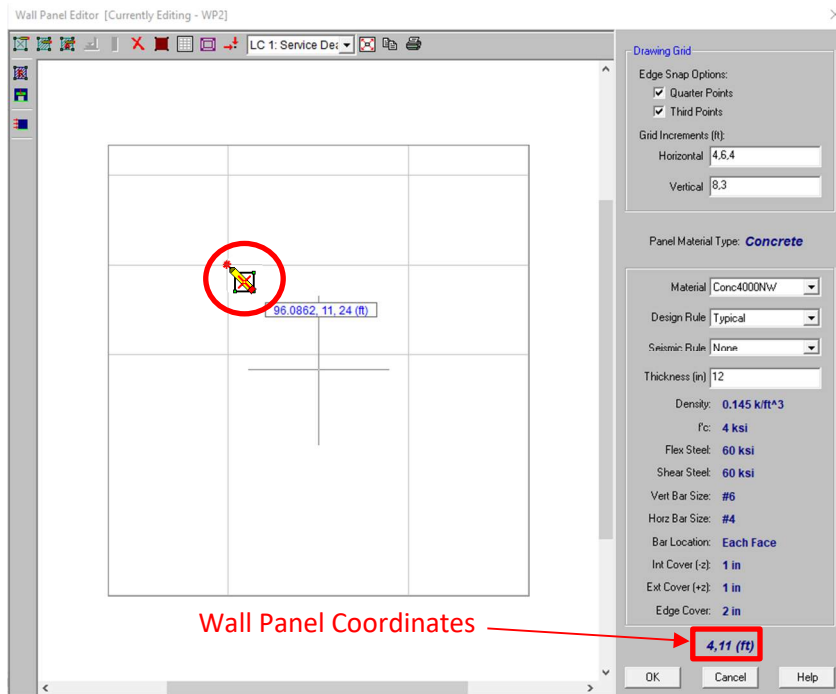 Wall Panel Editor [Currently Editing - WP2]
LC 1: Service De:
Drawing Grid
Edge Snap Options:
Quarter Points
Third Points
Grid Increments (ft):
Horizontal 4,6,4
Vertical 8,3
96.0862, 11, 24 (ft)
Panel Material Type: Concrete
Material Conc4000NW
Design Rule Typical
Seismic Rule None
Thickness (in) 12
Density: 0.145 k/ft^3
f'c: 4 ksi
Flex Steel: 60 ksi
Shear Steel: 60 ksi
Vert Bar Size: #6
Horz Bar Size: #4
Bar Location: Each Face
Int Cover (-z): 1 in
Ext Cover (+z): 1 in
Edge Cover: 2 in
Wall Panel Coordinates
4,11 (ft)
OK Cancel Help